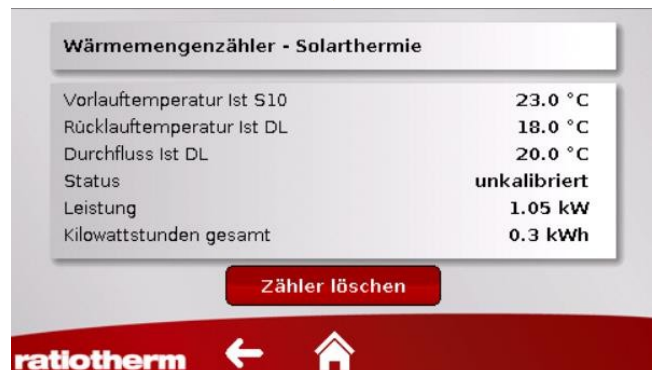 Wärmemengenzähler - Solarthermie
Vorlauftemperatur Ist S10 23.0 °C
Rücklauftemperatur Ist DL 18.0 °C
Durchfluss Ist DL 20.0 °C
Status unkalibriert
Leistung 1.05 kW
Kilowattstunden gesamt 0.3 kWh
Zähler löschen
ratiotherm